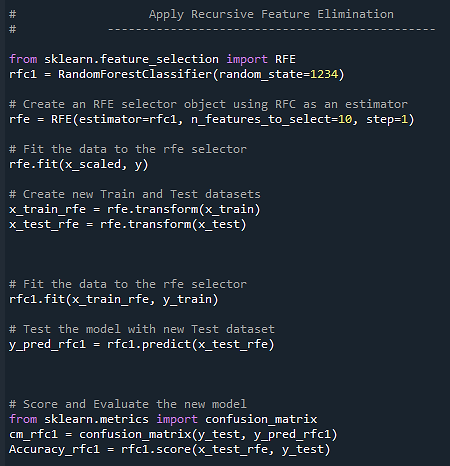 # Apply Recursive Feature Elimination
# ---------------------------------------------
from sklearn.feature_selection import RFE
rfc1 = RandomForestClassifier(random_state=1234)
# Create an RFE selector object using RFC as an estimator
rfe = RFE(estimator=rfc1, n_features_to_select=10, step=1)
# Fit the data to the rfe selector
rfe.fit(x_scaled, y)
# Create new Train and Test datasets
x_train_rfe = rfe.transform(x_train)
x_test_rfe = rfe.transform(x_test)
# Fit the data to the rfe selector
rfc1.fit(x_train_rfe, y_train)
# Test the model with new Test dataset
y_pred_rfc1 = rfc1.predict(x_test_rfe)
# Score and Evaluate the new model
from sklearn.metrics import confusion_matrix
cm_rfc1 = confusion_matrix(y_test, y_pred_rfc1)
Accuracy_rfc1 = rfc1.score(x_test_rfe, y_test)